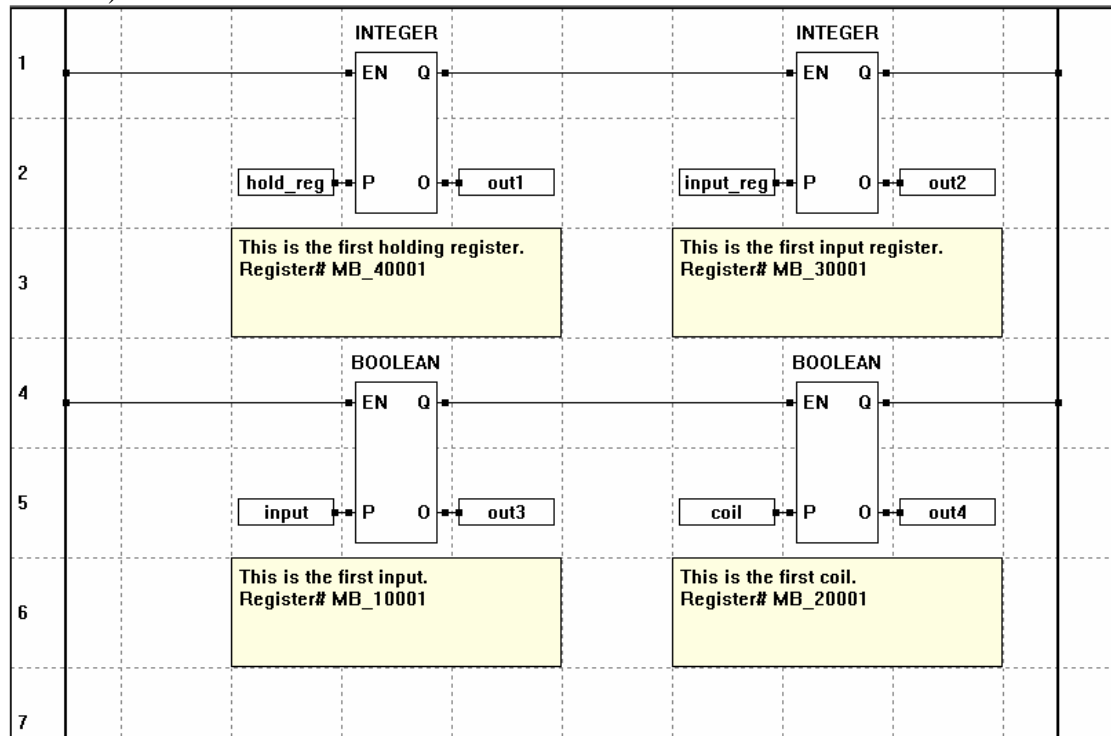 INTEGER INTEGER
1 EN Q EN Q
2 hold_reg P O out1 input_reg P O out2
This is the first holding register. This is the first input register.
3 Register# MB_40001 Register# MB_30001
BOOLEAN BOOLEAN
4 EN Q EN Q
5 input P O out3 coil P O out4
This is the first input. This is the first coil.
6 Register# MB_10001 Register# MB_20001
7